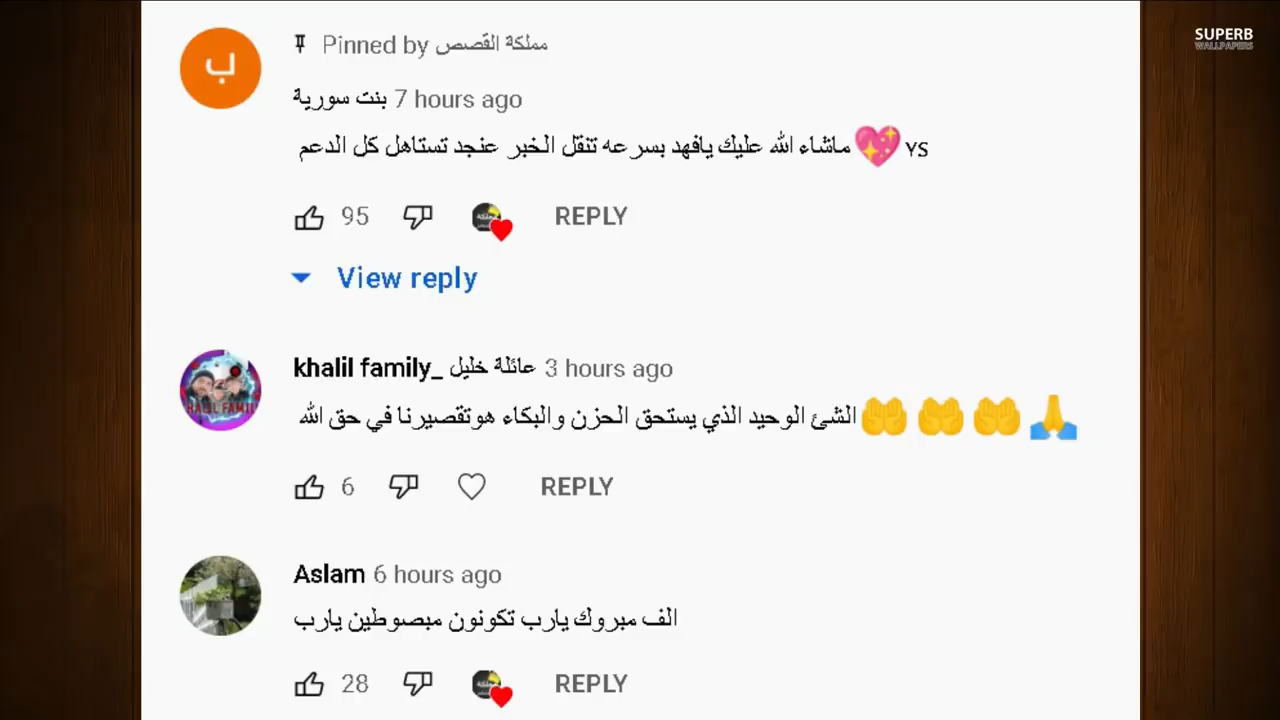 SUPERB
WALLPAPERS
ب
Pinned by مملكة القصص
بنت سورية 7 hours ago
ماشاء الله عليك يافهد بسرعه تنقل الخبر عنجد تستاهل كل الدعم 💖 YS
95 REPLY
View reply
khalil family_ عائلة خليل 3 hours ago
الشئ الوحيد الذي يستحق الحزن والبكاء هوتقصيرنا في حق الله 🤲 🤲 🤲 🙏
6 REPLY
Aslam 6 hours ago
الف مبروك يارب تكونون مبصوطين يارب
28 REPLY